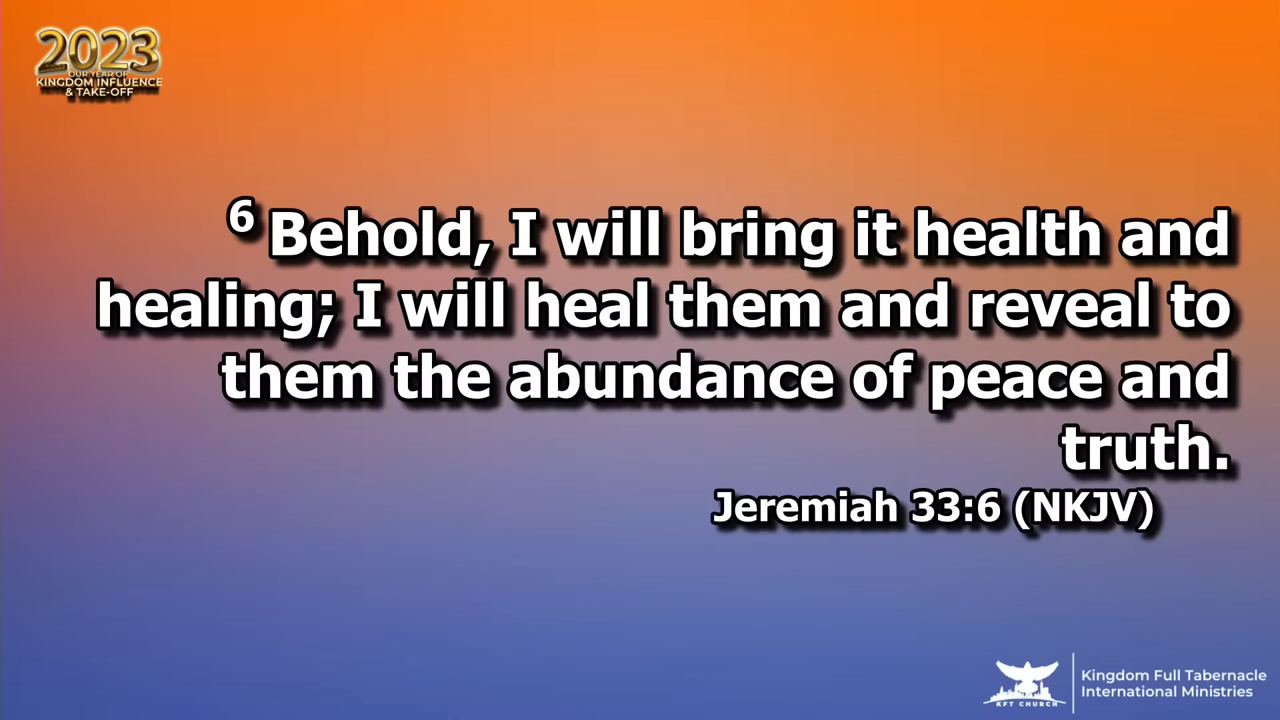 2023
OUR YEAR OF
KINGDOM INFLUENCE
& TAKE-OFF
6 Behold, I will bring it health and
healing; I will heal them and reveal to
them the abundance of peace and
truth.
Jeremiah 33:6 (NKJV)
KFT CHURCH
Kingdom Full Tabernacle
International Ministries